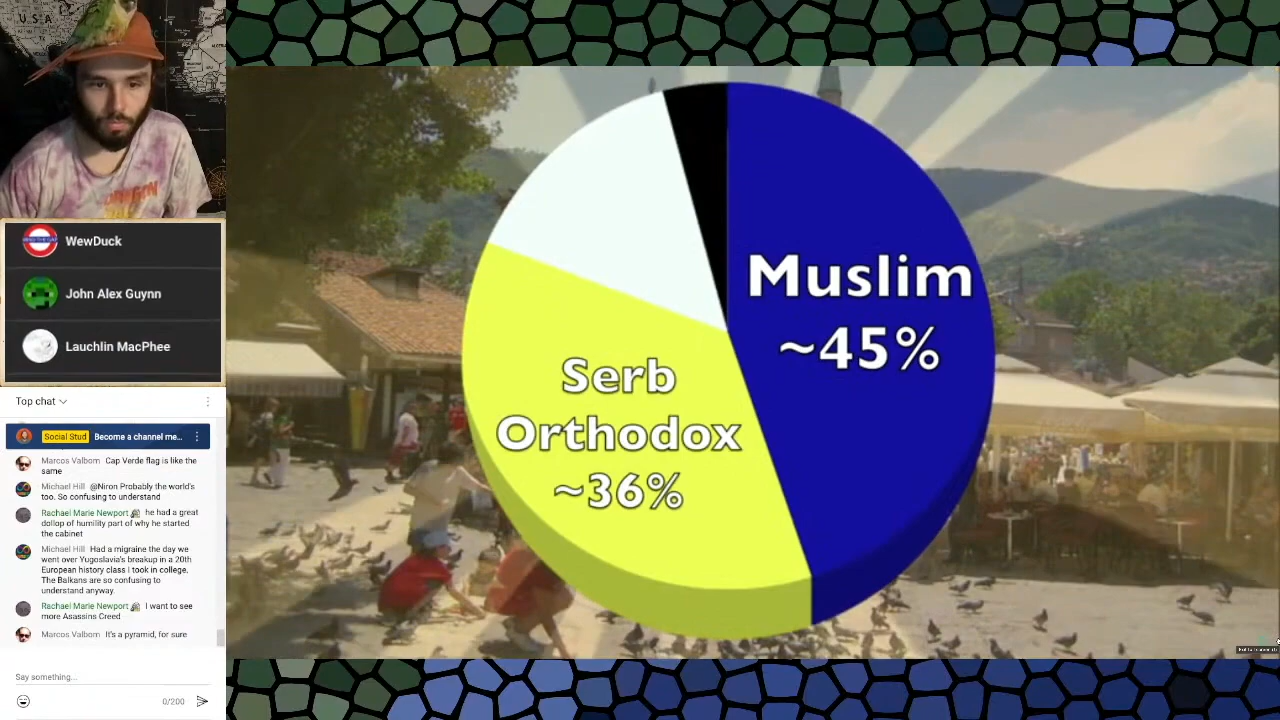 U.S.A
WewDuck
John Alex Guynn
Lauchlin MacPhee
Top chat
Social Stud Become a channel me...
Marcos Valbom Cap Verde flag is like the
same
Michael Hill @Niron Probably the world's
too. So confusing to understand
Rachael Marie Newport he had a great
dollop of humility part of why he started
the cabinet
Michael Hill Had a migraine the day we
went over Yugoslavia's breakup in a 20th
European history class I took in college.
The Balkans are so confusing to
understand anyway.
Rachael Marie Newport I want to see
more Asassins Creed
Marcos Valbom It's a pyramid, for sure
Say something...
0/200
Muslim
~45%
Serb
Orthodox
~36%